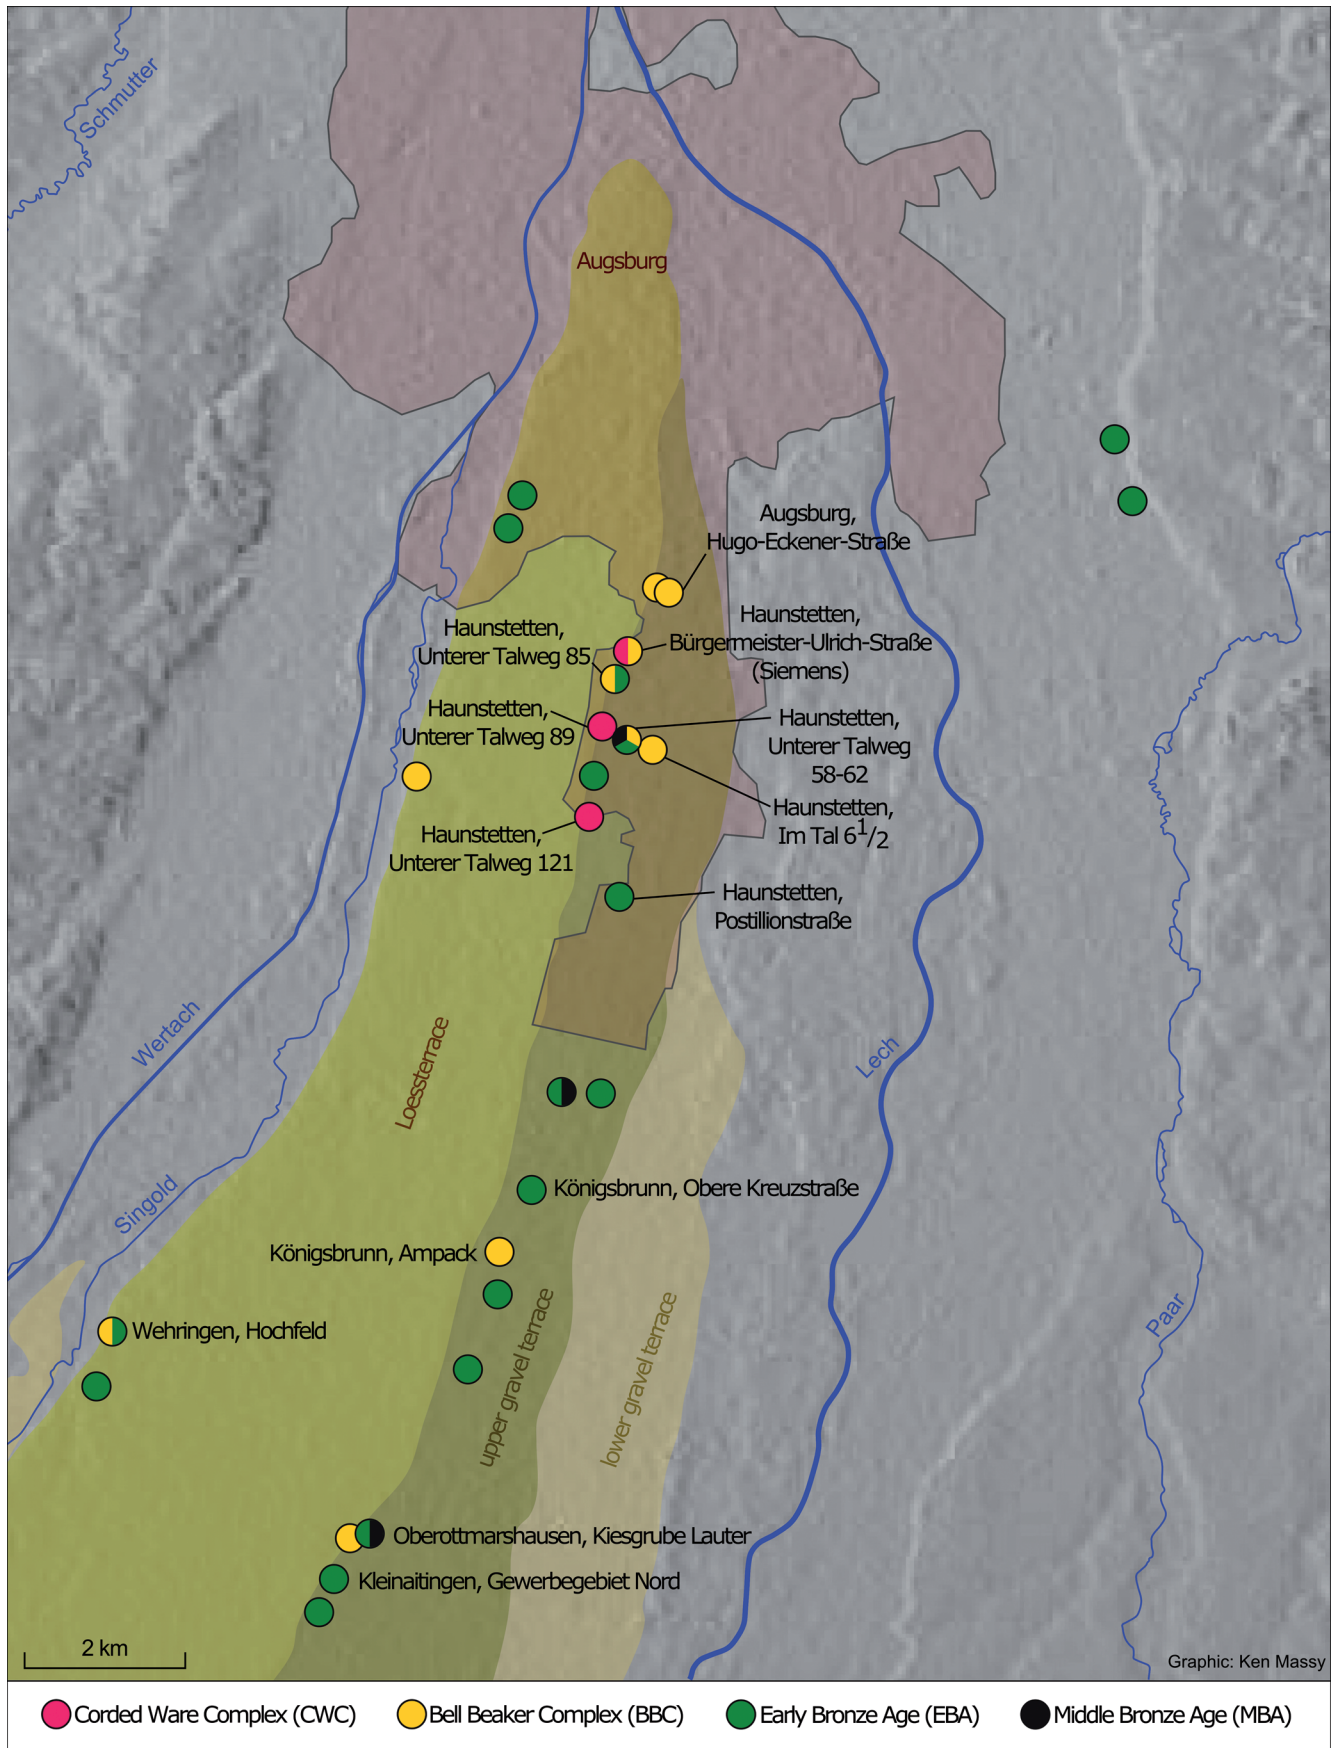 Schmutter
Augsburg
Augsburg,
Hugo-Eckener-Straße
Haunstetten,
Unterer Talweg 85
Haunstetten,
Bürgermeister-Ulrich-Straße
(Siemens)
Haunstetten,
Unterer Talweg 89
Haunstetten,
Unterer Talweg
58-62
Haunstetten,
Im Tal 6 1/2
Haunstetten,
Unterer Talweg 121
Haunstetten,
Postillionstraße
Wertach
Loessterrace
Lech
Singold
Königsbrunn, Obere Kreuzstraße
Königsbrunn, Ampack
Wehringen, Hochfeld
upper gravel terrace
lower gravel terrace
Paar
Oberottmarshausen, Kiesgrube Lauter
Kleinaitingen, Gewerbegebiet Nord
2 km
Graphic: Ken Massy
Corded Ware Complex (CWC)
Bell Beaker Complex (BBC)
Early Bronze Age (EBA)
Middle Bronze Age (MBA)